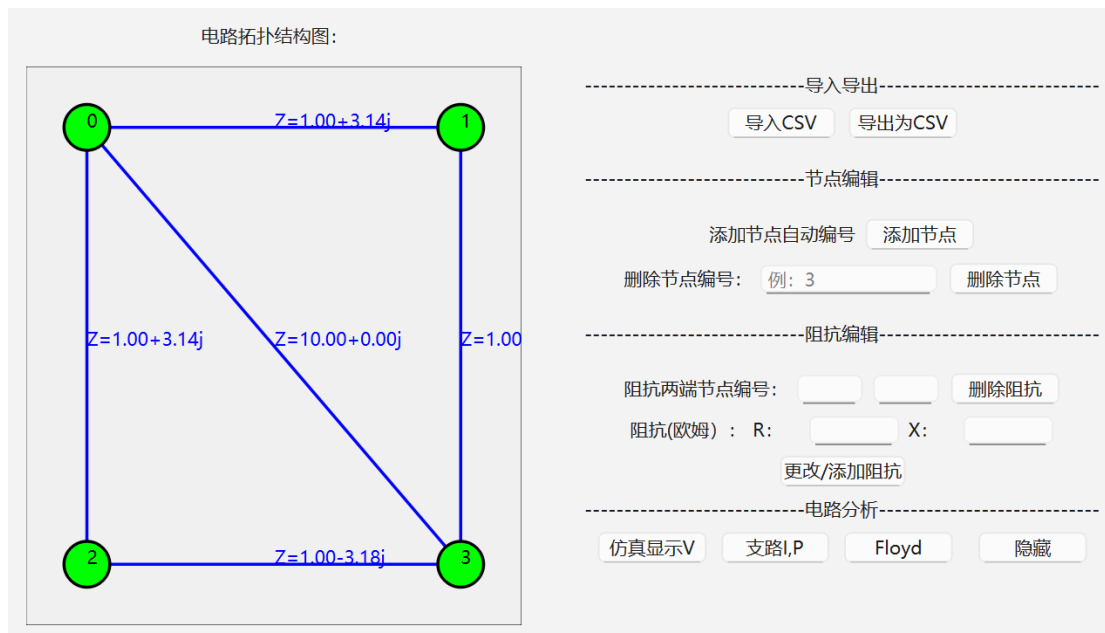 电路拓扑结构图：
0
Z=1.00+3.14j
1
Z=1.00+3.14j
Z=10.00+0.00j
Z=1.00
2
Z=1.00-3.18j
3
----------------------------导入导出----------------------------
导入CSV 导出为CSV
----------------------------节点编辑----------------------------
添加节点自动编号 添加节点
删除节点编号： 例：3 删除节点
----------------------------阻抗编辑----------------------------
阻抗两端节点编号： 删除阻抗
阻抗(欧姆）： R： X：
更改/添加阻抗
----------------------------电路分析----------------------------
仿真显示V 支路I,P Floyd 隐藏